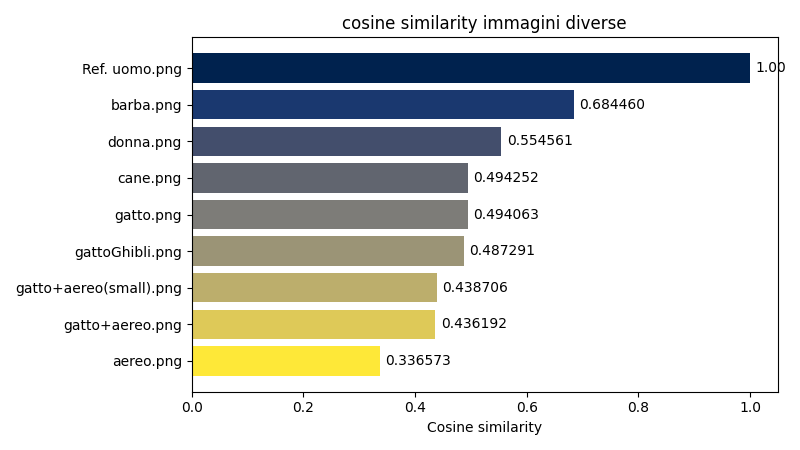 cosine similarity immagini diverse
Ref. uomo.png
1.00
barba.png
0.684460
donna.png
0.554561
cane.png
0.494252
gatto.png
0.494063
gattoGhibli.png
0.487291
gatto+aereo(small).png
0.438706
gatto+aereo.png
0.436192
aereo.png
0.336573
0.0 0.2 0.4 0.6 0.8 1.0
Cosine similarity